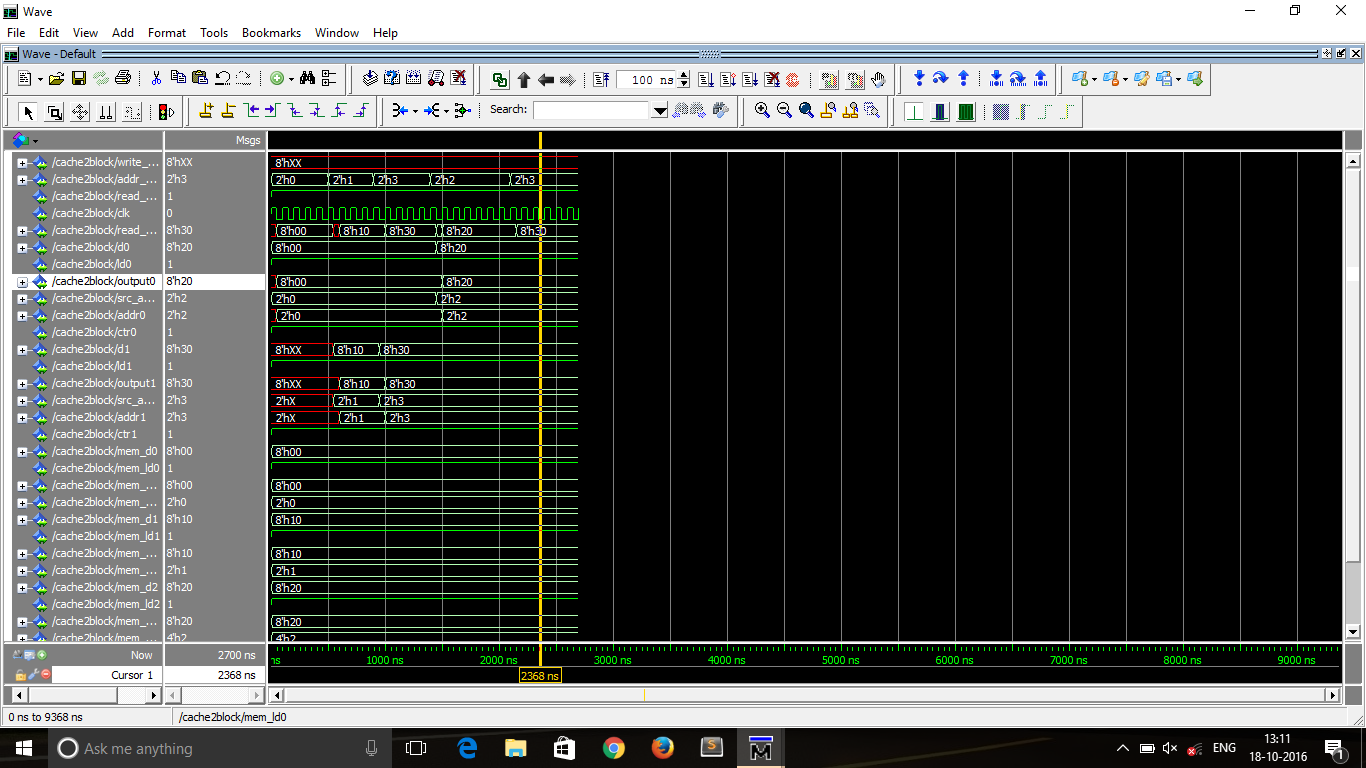 Wave
File Edit View Add Format Tools Bookmarks Window Help
Wave - Default
100 ns
Search:
Msgs
/cache2block/write_... 8'hXX 8'hXX
/cache2block/addr_... 2'h3 2'h0 2'h1 2'h3 2'h2 2'h3
/cache2block/read_... 1
/cache2block/clk 0
/cache2block/read_... 8'h30 8'h00 8'h10 8'h30 8'h20 8'h30
/cache2block/d0 8'h20 8'h00 8'h20
/cache2block/ld0 1
/cache2block/output0 8'h20 8'h00 8'h20
/cache2block/src_a... 2'h2 2'h0 2'h2
/cache2block/addr0 2'h2 2'h0 2'h2
/cache2block/ctr0 1
/cache2block/d1 8'h30 8'hXX 8'h10 8'h30
/cache2block/ld1 1
/cache2block/output1 8'h30 8'hXX 8'h10 8'h30
/cache2block/src_a... 2'h3 2'hX 2'h1 2'h3
/cache2block/addr1 2'h3 2'hX 2'h1 2'h3
/cache2block/ctr1 1
/cache2block/mem_d0 8'h00 8'h00
/cache2block/mem_ld0 1
/cache2block/mem_... 8'h00 8'h00
/cache2block/mem_... 2'h0 2'h0
/cache2block/mem_d1 8'h10 8'h10
/cache2block/mem_ld1 1
/cache2block/mem_... 8'h10 8'h10
/cache2block/mem_... 2'h1 2'h1
/cache2block/mem_d2 8'h20 8'h20
/cache2block/mem_ld2 1
/cache2block/mem_... 8'h20 8'h20
/cache2block/mem_... 4'h2 4'h2
Now 2700 ns ns 1000 ns 2000 ns 3000 ns 4000 ns 5000 ns 6000 ns 7000 ns 8000 ns 9000 ns
Cursor 1 2368 ns 2368 ns
0 ns to 9368 ns /cache2block/mem_ld0
Ask me anything ENG 13:11
18-10-2016
1